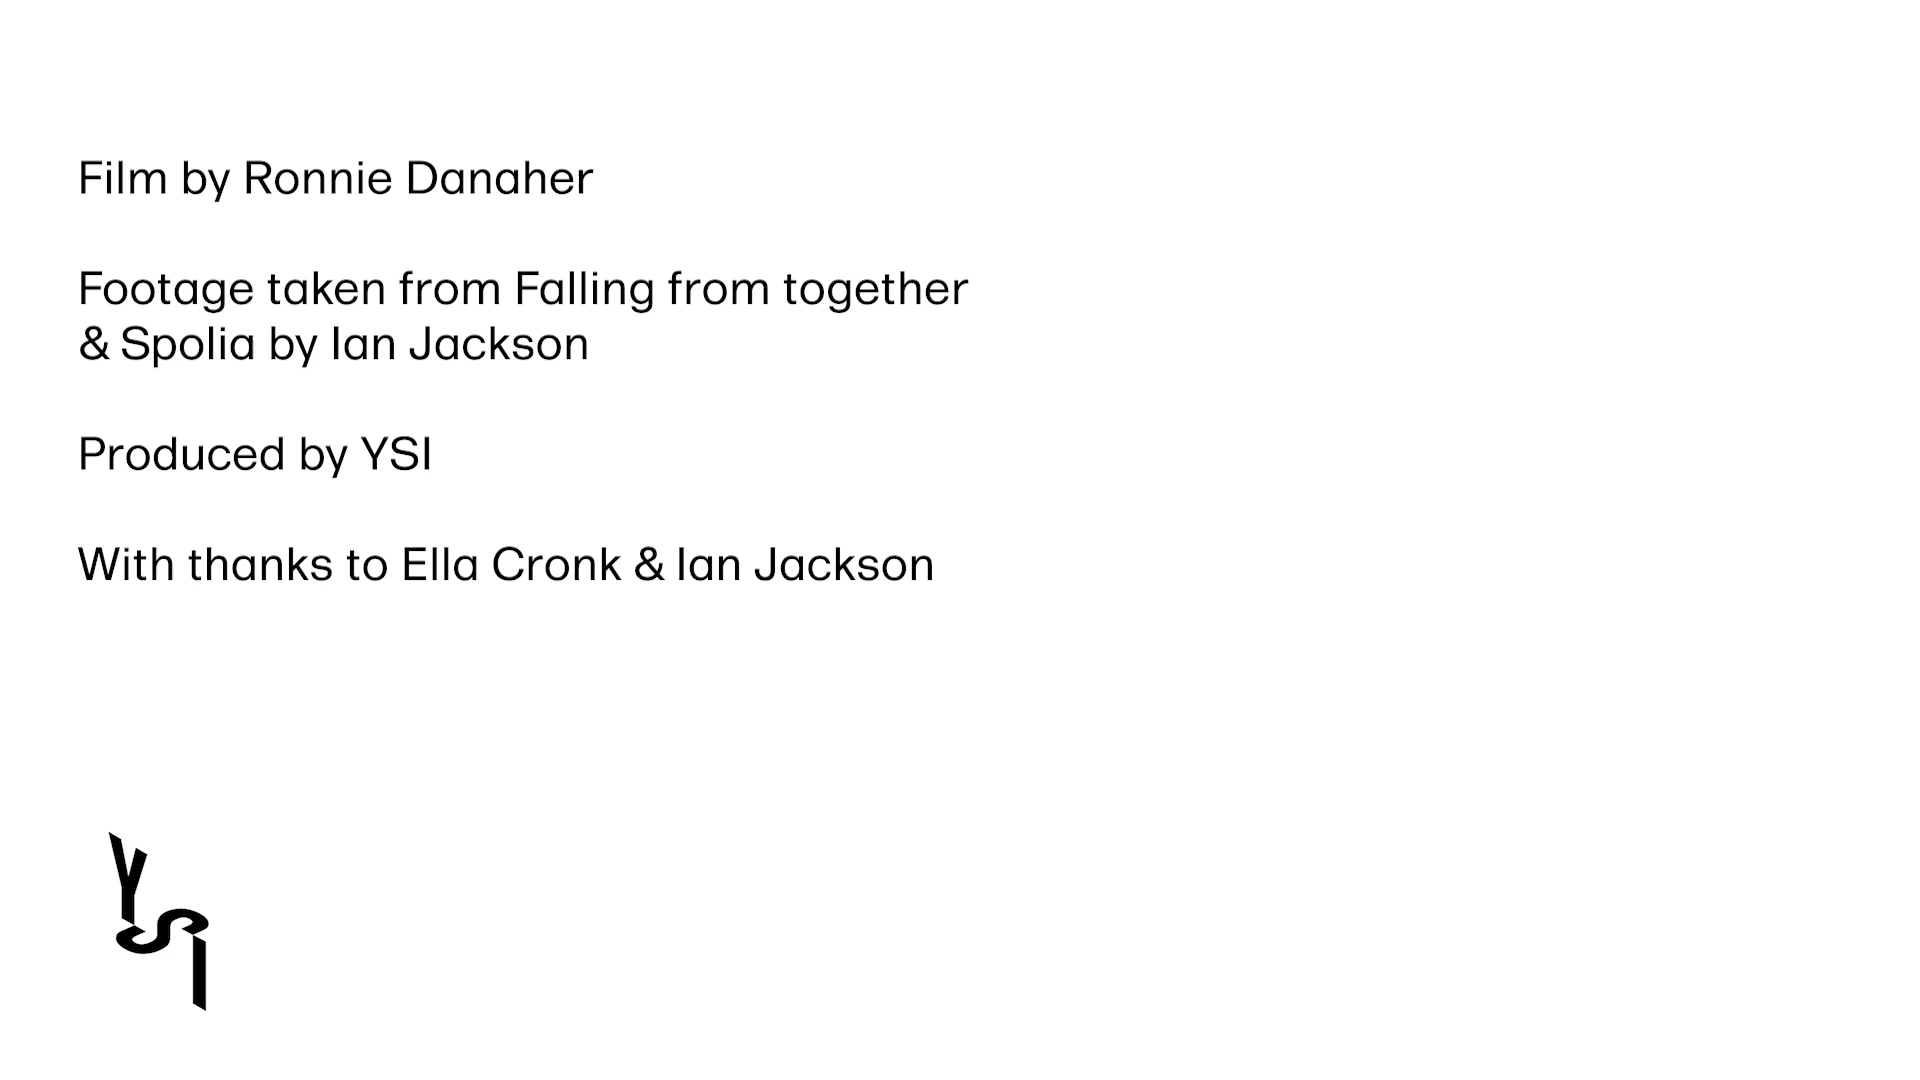 Film by Ronnie Danaher
Footage taken from Falling from together
& Spolia by Ian Jackson
Produced by YSI
With thanks to Ella Cronk & Ian Jackson
YSI